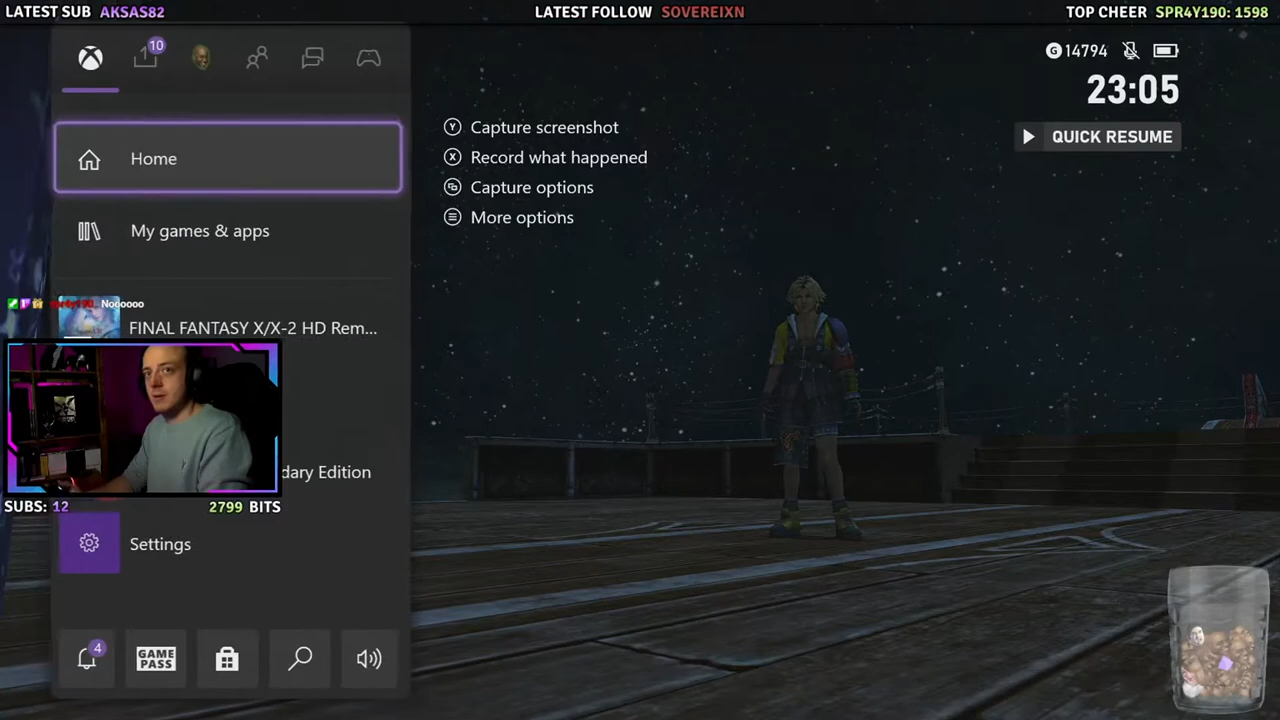 LATEST SUB AKSAS82
LATEST FOLLOW SOVEREIXN
TOP CHEER SPR4Y190: 1598
10
G 14794
23:05
QUICK RESUME
Home
My games & apps
Y Capture screenshot
X Record what happened
Capture options
More options
Noooooo
FINAL FANTASY X/X-2 HD Rem...
dary Edition
SUBS: 12
2799 BITS
Settings
4
GAME
PASS